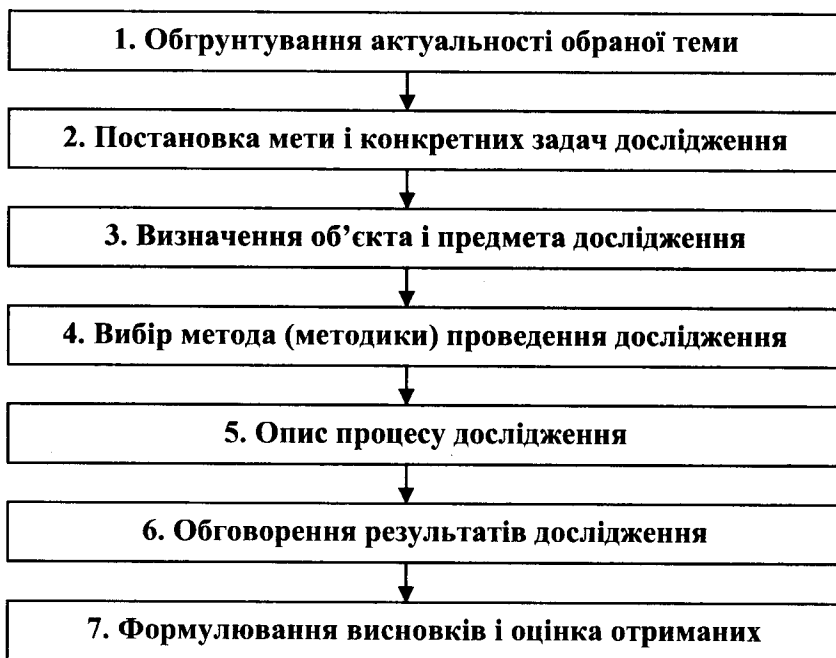 1. Обгрунтування актуальності обраної теми
2. Постановка мети і конкретних задач дослідження
3. Визначення об’єкта і предмета дослідження
4. Вибір метода (методики) проведення дослідження
5. Опис процесу дослідження
6. Обговорення результатів дослідження
7. Формулювання висновків і оцінка отриманих